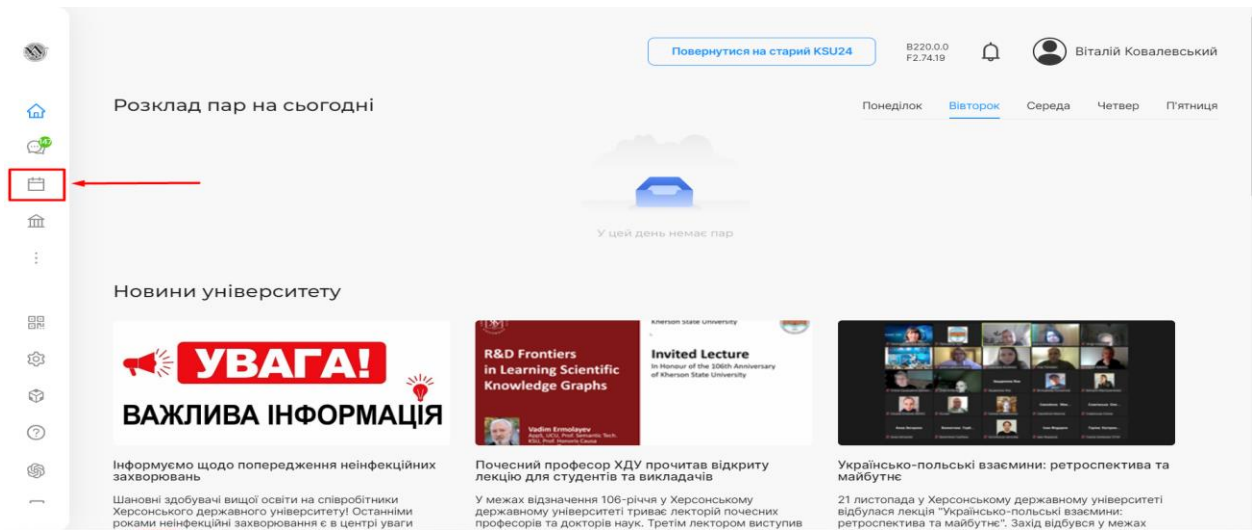 Повернутися на старий KSU24
B220.0.0
F2.74.19
Віталій Ковалевський
Розклад пар на сьогодні
Понеділок Вівторок Середа Четвер П'ятниця
У цей день немає пар
Новини університету
УВАГА!
ВАЖЛИВА ІНФОРМАЦІЯ
R&D Frontiers
in Learning Scientific
Knowledge Graphs
Vadim Ermolayev
Kherson State University
Invited Lecture
In Honour of the 106th Anniversary
of Kherson State University
Інформуємо щодо попередження неінфекційних
захворювань
Шановні здобувачі вищої освіти на співробітники
Херсонського державного університету! Останніми
роками неінфекційні захворювання є в центрі уваги
Почесний професор ХДУ прочитав відкриту
лекцію для студентів та викладачів
У межах відзначення 106-річчя у Херсонському
державному університеті триває лекторій почесних
професорів та докторів наук. Третім лектором виступив
Українсько-польські взаємини: ретроспектива та
майбутнє
21 листопада у Херсонському державному університеті
відбулася лекція "Українсько-польські взаємини:
ретроспектива та майбутнє". Захід відбувся у межах